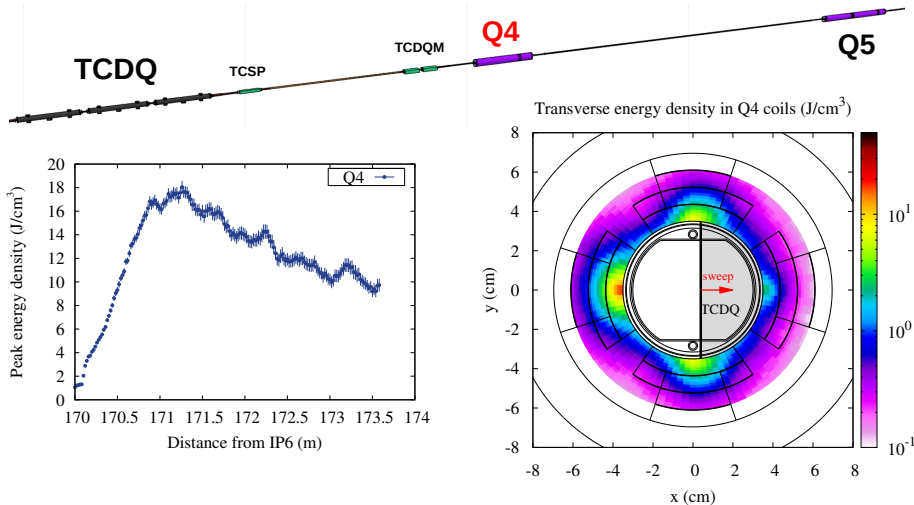 TCDQ
TCSP
TCDQM
Q4
Q5
Transverse energy density in Q4 coils (J/cm³)
Peak energy density (J/cm³)
20
18
16
14
12
10
8
6
4
2
0
Q4
170 170.5 171 171.5 172 172.5 173 173.5 174
Distance from IP6 (m)
y (cm)
8
6
4
2
0
-2
-4
-6
-8
sweep
TCDQ
-8 -6 -4 -2 0 2 4 6 8
x (cm)
10¹
10⁰
10⁻¹